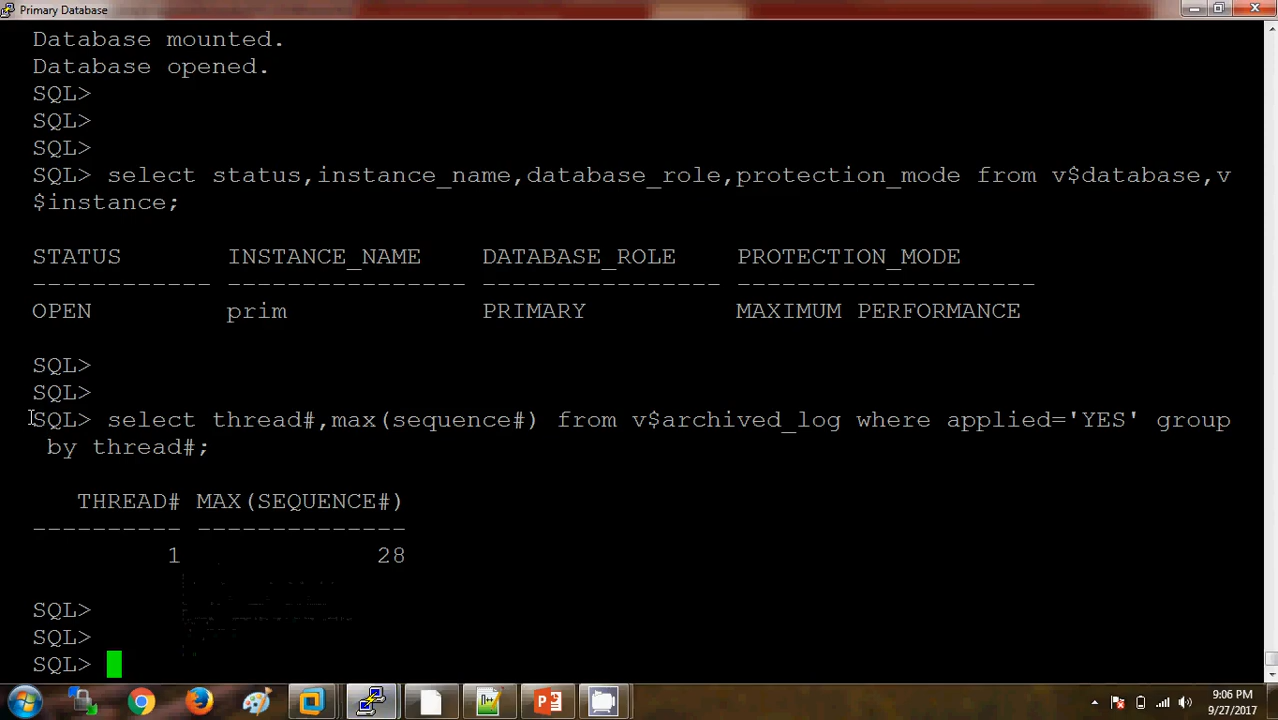 Primary Database
Database mounted.
Database opened.
SQL>
SQL>
SQL>
SQL> select status,instance_name,database_role,protection_mode from v$database,v
$instance;
STATUS INSTANCE_NAME DATABASE_ROLE PROTECTION_MODE
------------ ---------------- ---------------- --------------------
OPEN prim PRIMARY MAXIMUM PERFORMANCE
SQL>
SQL>
SQL> select thread#,max(sequence#) from v$archived_log where applied='YES' group
by thread#;
THREAD# MAX(SEQUENCE#)
---------- --------------
1 28
SQL>
SQL>
SQL>
9:06 PM
9/27/2017